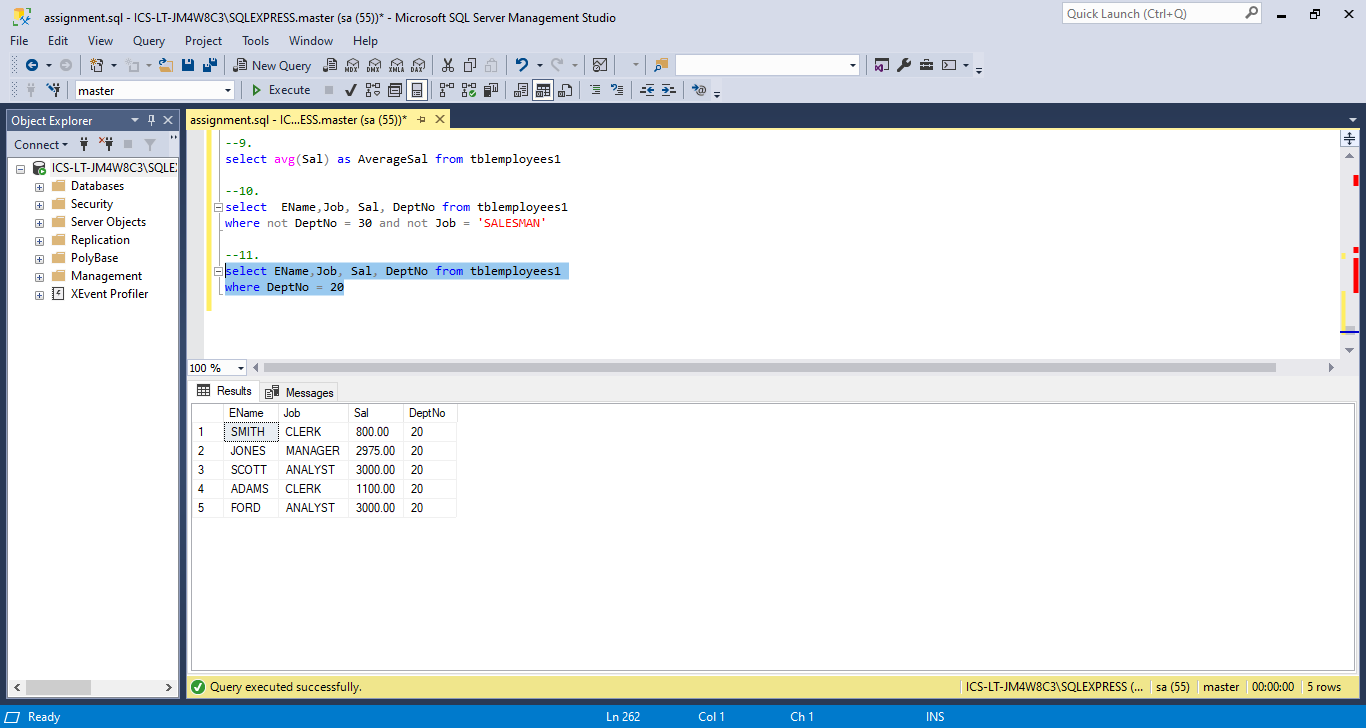 assignment.sql - ICS-LT-JM4W8C3\SQLEXPRESS.master (sa (55))* - Microsoft SQL Server Management Studio
Quick Launch (Ctrl+Q)
File Edit View Query Project Tools Window Help
New Query MDX DMX XMLA DAX
master Execute
Object Explorer
assignment.sql - IC...ESS.master (sa (55))*
Connect
ICS-LT-JM4W8C3\SQLE
Databases
Security
Server Objects
Replication
PolyBase
Management
XEvent Profiler
--9.
select avg(Sal) as AverageSal from tblemployees1
--10.
select  EName,Job, Sal, DeptNo from tblemployees1
where not DeptNo = 30 and not Job = 'SALESMAN'
--11.
select EName,Job, Sal, DeptNo from tblemployees1
where DeptNo = 20
100 %
Results Messages
EName Job Sal DeptNo
1 SMITH CLERK 800.00 20
2 JONES MANAGER 2975.00 20
3 SCOTT ANALYST 3000.00 20
4 ADAMS CLERK 1100.00 20
5 FORD ANALYST 3000.00 20
Query executed successfully.
ICS-LT-JM4W8C3\SQLEXPRESS (... sa (55) master 00:00:00 5 rows
Ready Ln 262 Col 1 Ch 1 INS